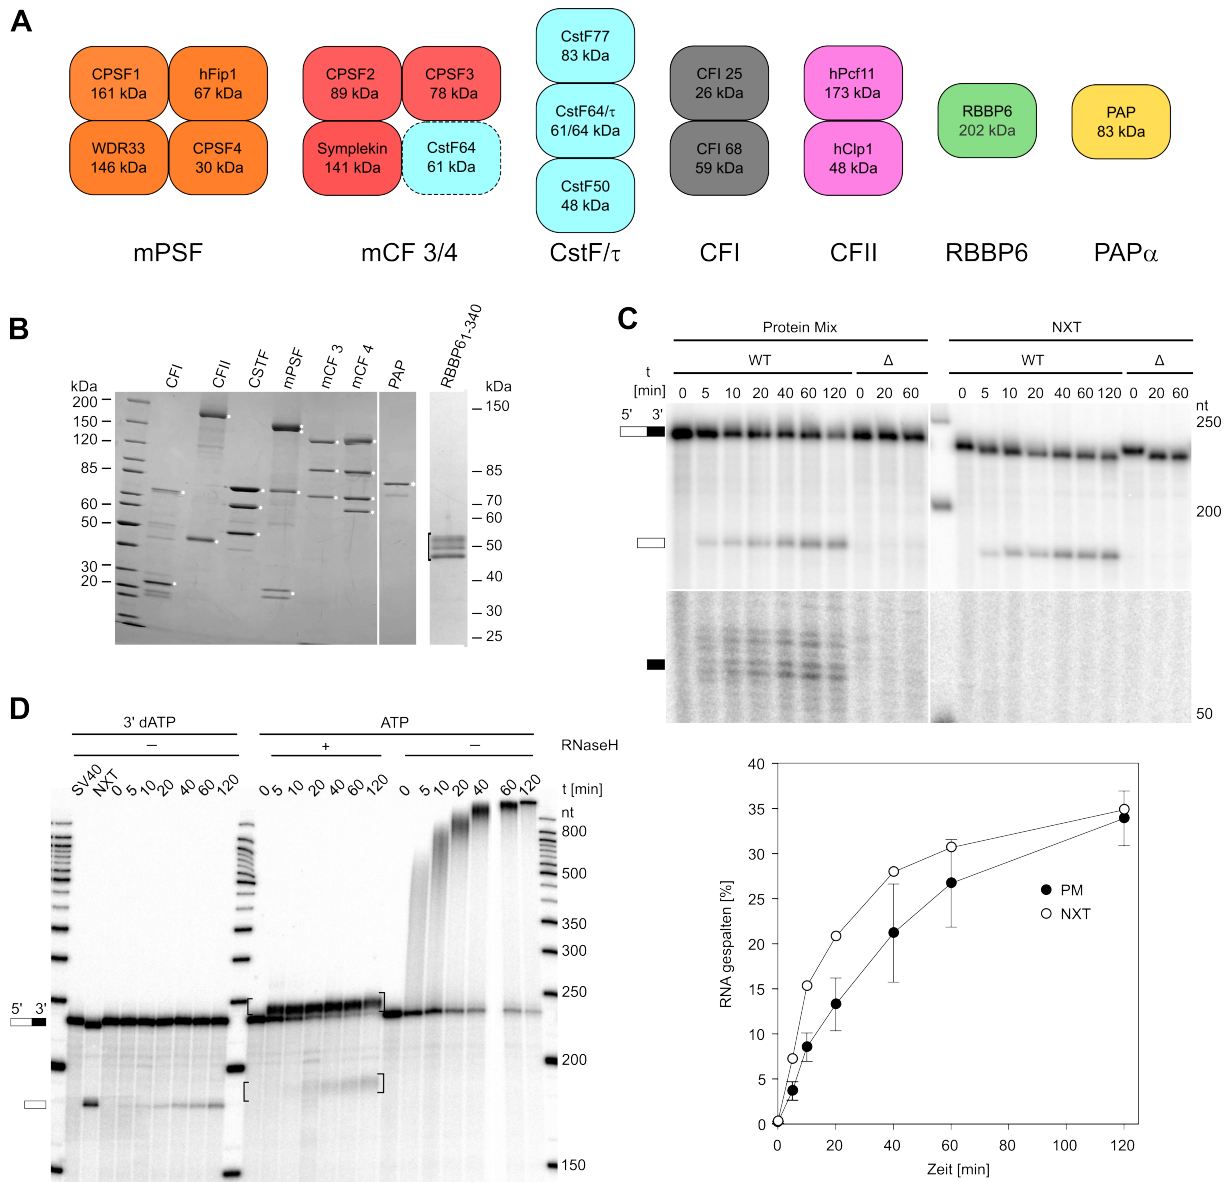 A
CPSF1
161 kDa
hFip1
67 kDa
WDR33
146 kDa
CPSF4
30 kDa
mPSF
CPSF2
89 kDa
CPSF3
78 kDa
Symplekin
141 kDa
CstF64
61 kDa
mCF 3/4
CstF77
83 kDa
CstF64/τ
61/64 kDa
CstF50
48 kDa
CstF/τ
CFI 25
26 kDa
CFI 68
59 kDa
CFI
hPcf11
173 kDa
hClp1
48 kDa
CFII
RBBP6
202 kDa
RBBP6
PAP
83 kDa
PAPα
B
kDa
CFI
CFII
CSTF
mPSF
mCF 3
mCF 4
PAP
RBBP6₁₋₃₄₀
kDa
200
150
120
85
60
50
30
20
150
85
70
60
50
40
30
25
C
Protein Mix
NXT
WT
Δ
WT
Δ
t
[min]
0 5 10 20 40 60 120 0 20 60
0 5 10 20 40 60 120 0 20 60
nt
5' 3'
250
200
50
D
3' dATP
ATP
–
+
–
RNaseH
SV40 NXT 0 5 10 20 40 60 120
0 5 10 20 40 60 120
0 5 10 20 40 60 120
t [min]
nt
800
500
350
300
250
200
150
5' 3'
RNA gespalten [%]
40
35
30
25
20
15
10
5
0
PM
NXT
0 20 40 60 80 100 120
Zeit [min]